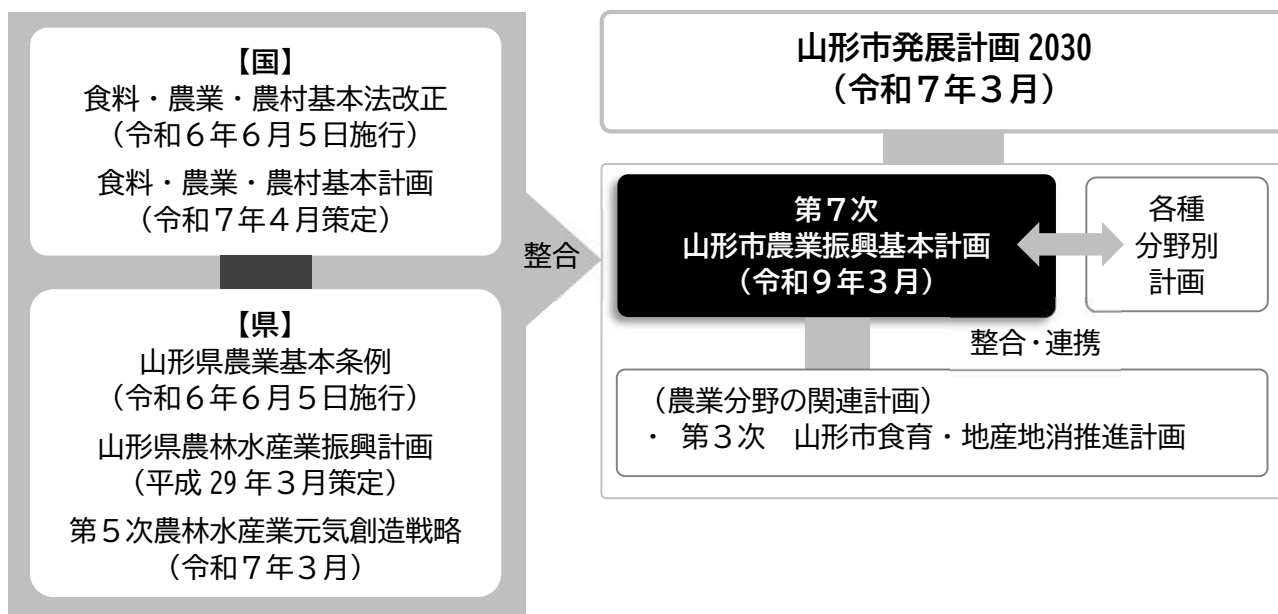 【国】
食料・農業・農村基本法改正
（令和６年６月５日施行）
食料・農業・農村基本計画
（令和７年４月策定）
【県】
山形県農業基本条例
（令和６年６月５日施行）
山形県農林水産業振興計画
（平成 29 年３月策定）
第５次農林水産業元気創造戦略
（令和７年３月）
整合
山形市発展計画 2030
（令和７年３月）
第７次
山形市農業振興基本計画
（令和９年３月）
各種
分野別
計画
整合・連携
（農業分野の関連計画）
・ 第３次　山形市食育・地産地消推進計画